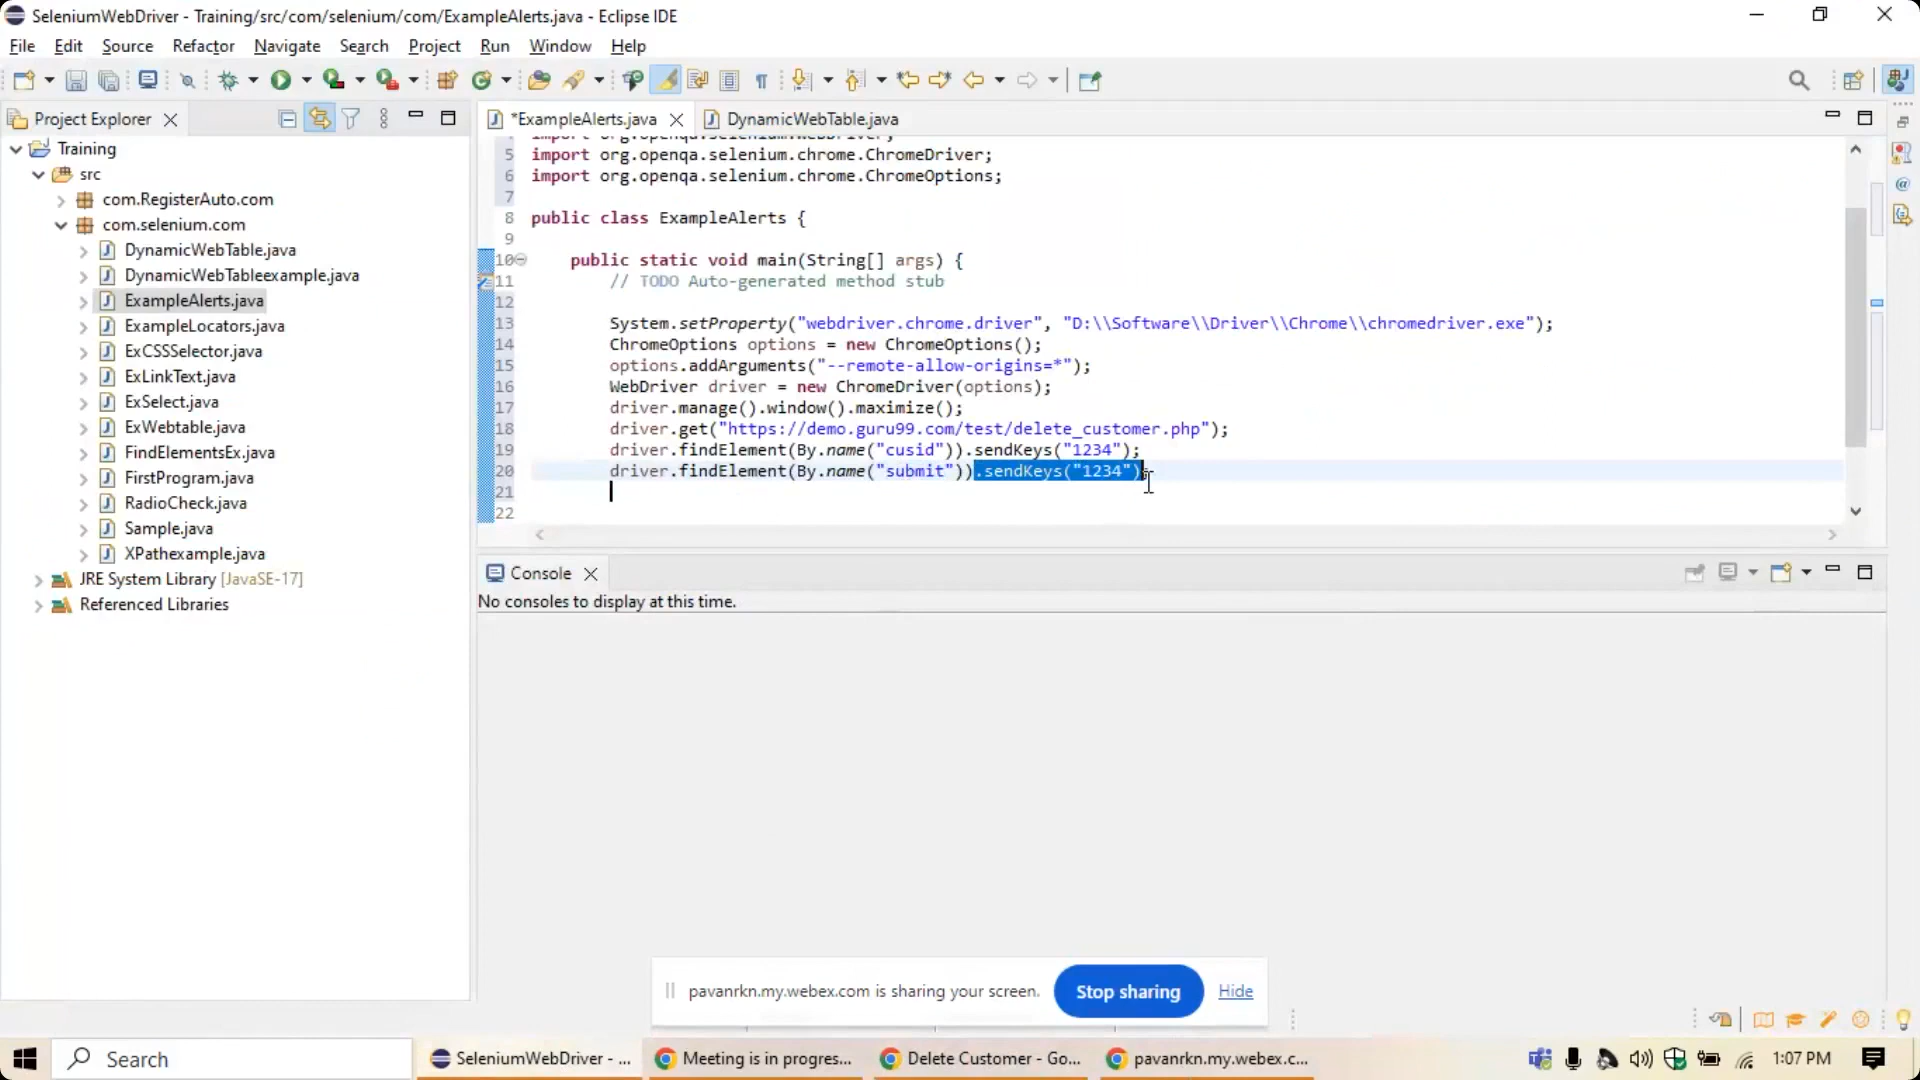 SeleniumWebDriver - Training/src/com/selenium/com/ExampleAlerts.java - Eclipse IDE
File Edit Source Refactor Navigate Search Project Run Window Help
Project Explorer
*ExampleAlerts.java DynamicWebTable.java
Training
src
com.RegisterAuto.com
com.selenium.com
DynamicWebTable.java
DynamicWebTableexample.java
ExampleAlerts.java
ExampleLocators.java
ExCSSSelector.java
ExLinkText.java
ExSelect.java
ExWebtable.java
FindElementsEx.java
FirstProgram.java
RadioCheck.java
Sample.java
XPathexample.java
JRE System Library [JavaSE-17]
Referenced Libraries
4 import org.openqa.selenium.WebDriver;
5 import org.openqa.selenium.chrome.ChromeDriver;
6 import org.openqa.selenium.chrome.ChromeOptions;
7
8 public class ExampleAlerts {
9
10 public static void main(String[] args) {
11 // TODO Auto-generated method stub
12
13 System.setProperty("webdriver.chrome.driver", "D:\\Software\\Driver\\Chrome\\chromedriver.exe");
14 ChromeOptions options = new ChromeOptions();
15 options.addArguments("--remote-allow-origins=*");
16 WebDriver driver = new ChromeDriver(options);
17 driver.manage().window().maximize();
18 driver.get("https://demo.guru99.com/test/delete_customer.php");
19 driver.findElement(By.name("cusid")).sendKeys("1234");
20 driver.findElement(By.name("submit")).sendKeys("1234");
21
22
Console
No consoles to display at this time.
pavanrkn.my.webex.com is sharing your screen. Stop sharing Hide
Search SeleniumWebDriver - ... Meeting is in progres... Delete Customer - Go... pavanrkn.my.webex.c... 1:07 PM